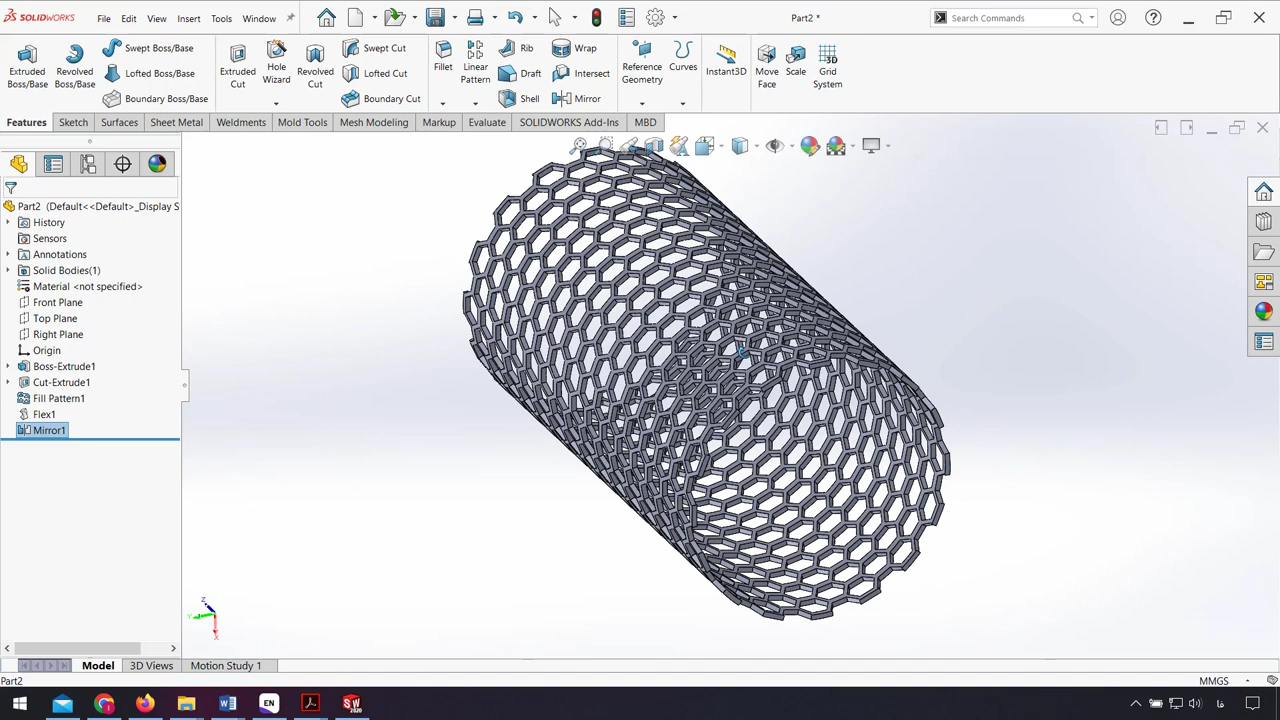 SOLIDWORKS File Edit View Insert Tools Window Part2 * Search Commands
Extruded Boss/Base
Revolved Boss/Base
Swept Boss/Base
Lofted Boss/Base
Boundary Boss/Base
Extruded Cut
Hole Wizard
Revolved Cut
Swept Cut
Lofted Cut
Boundary Cut
Fillet
Linear Pattern
Rib
Draft
Shell
Wrap
Intersect
Mirror
Reference Geometry
Curves
Instant3D
Move Face
Scale
Grid System
Features Sketch Surfaces Sheet Metal Weldments Mold Tools Mesh Modeling Markup Evaluate SOLIDWORKS Add-Ins MBD
Part2 (Default<<Default>_Display S
History
Sensors
Annotations
Solid Bodies(1)
Material <not specified>
Front Plane
Top Plane
Right Plane
Origin
Boss-Extrude1
Cut-Extrude1
Fill Pattern1
Flex1
Mirror1
Z
Y
X
Model 3D Views Motion Study 1
Part2 MMGS
EN
SW
2020
فا